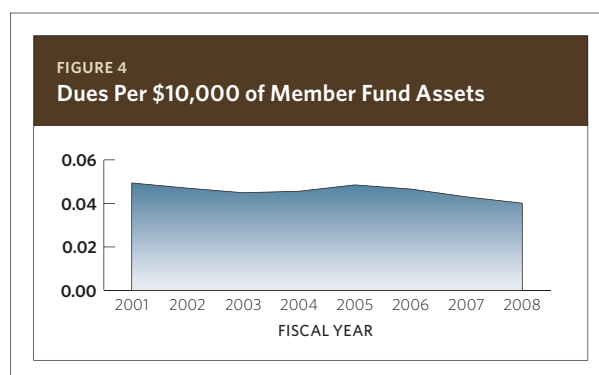 FIGURE 4
Dues Per $10,000 of Member Fund Assets
0.06
0.04
0.02
0.00
2001 2002 2003 2004 2005 2006 2007 2008
FISCAL YEAR